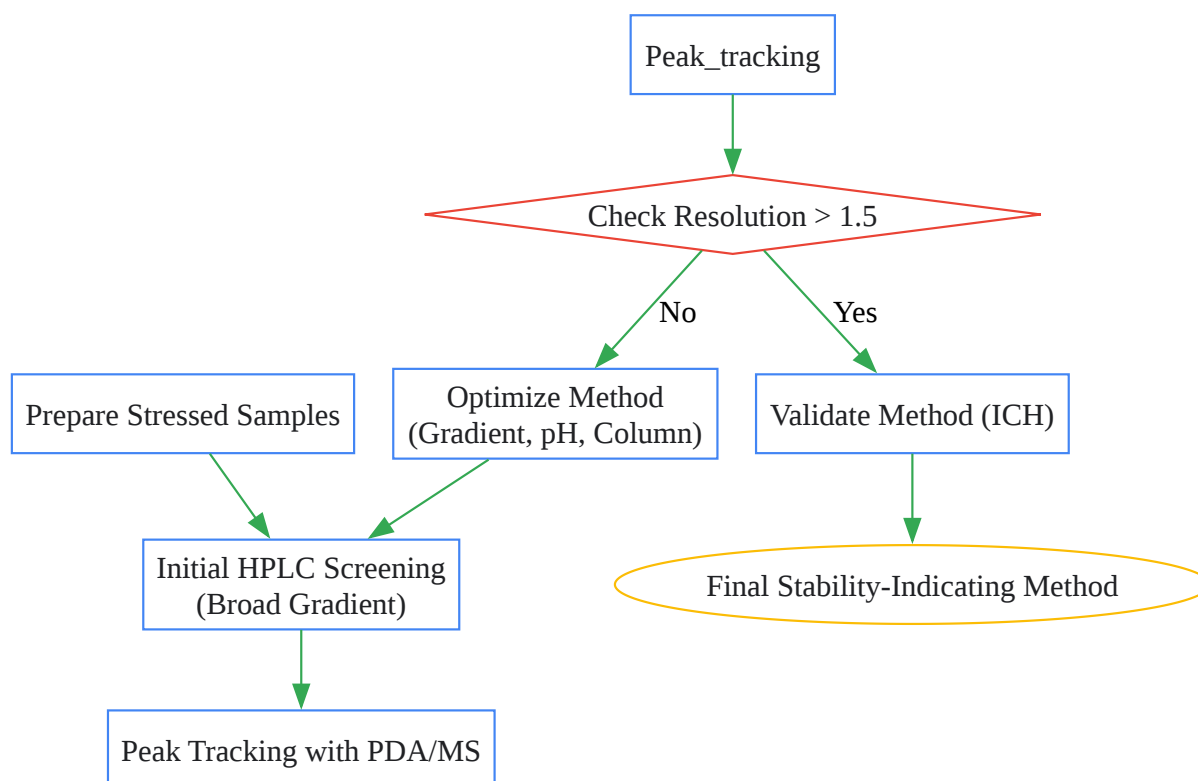 Peak_tracking
Check Resolution > 1.5
No
Yes
Prepare Stressed Samples
Optimize Method
(Gradient, pH, Column)
Validate Method (ICH)
Initial HPLC Screening
(Broad Gradient)
Final Stability-Indicating Method
Peak Tracking with PDA/MS